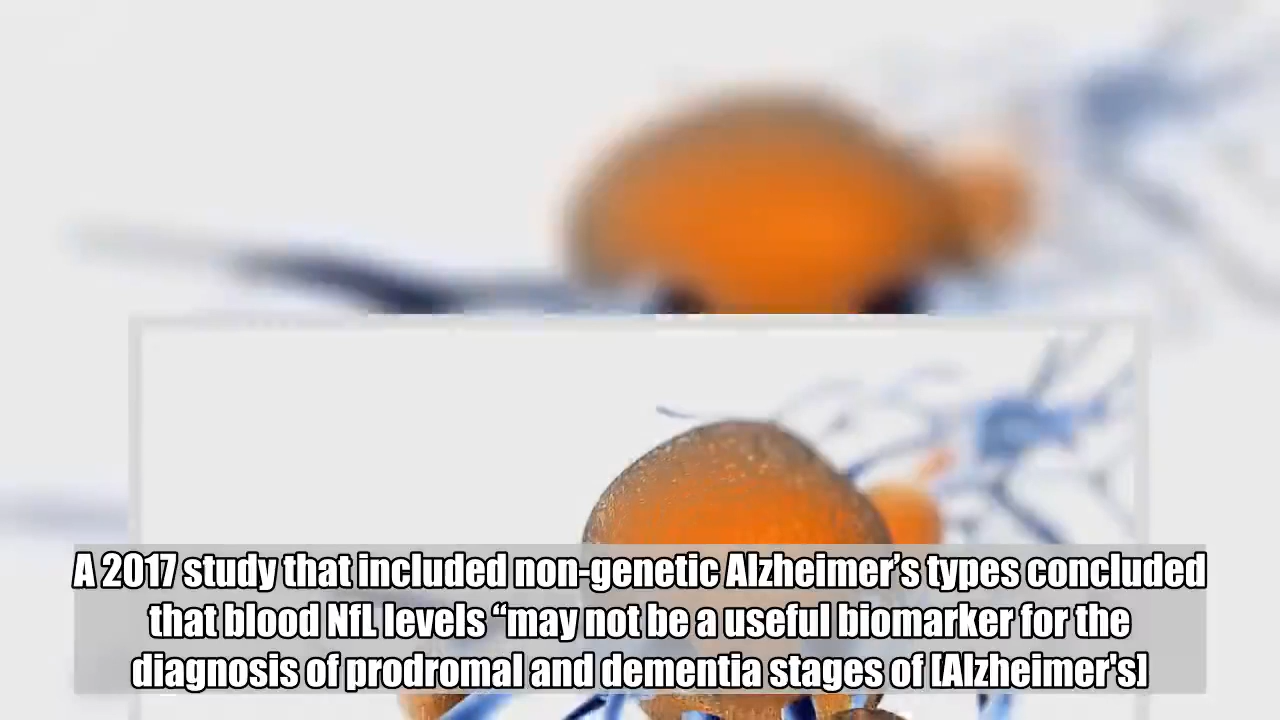 A 2017 study that included non-genetic Alzheimer’s types concluded
that blood NfL levels “may not be a useful biomarker for the
diagnosis of prodromal and dementia stages of [Alzheimer's]